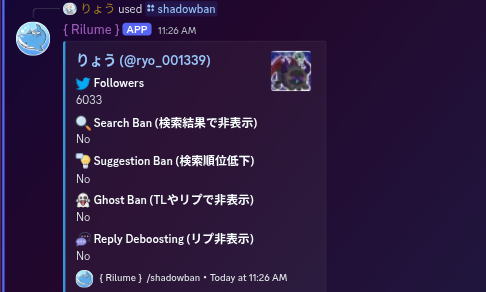 りょう used shadowban
{ Rilume } APP 11:26 AM
りょう (@ryo_001339)
Followers
6033
Search Ban (検索結果で非表示)
No
Suggestion Ban (検索順位低下)
No
Ghost Ban (TLやリプで非表示)
No
Reply Deboosting (リプ非表示)
No
{ Rilume } /shadowban • Today at 11:26 AM